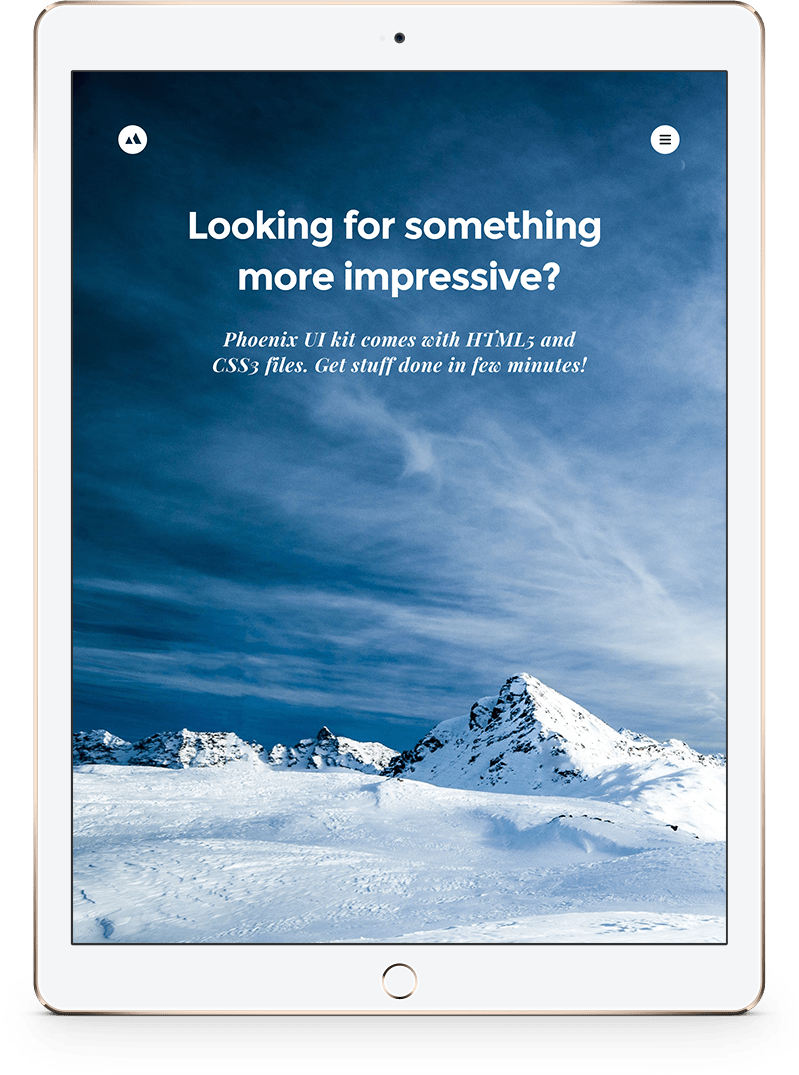 Looking for something
more impressive?
Phoenix UI kit comes with HTML5 and
CSS3 files. Get stuff done in few minutes!